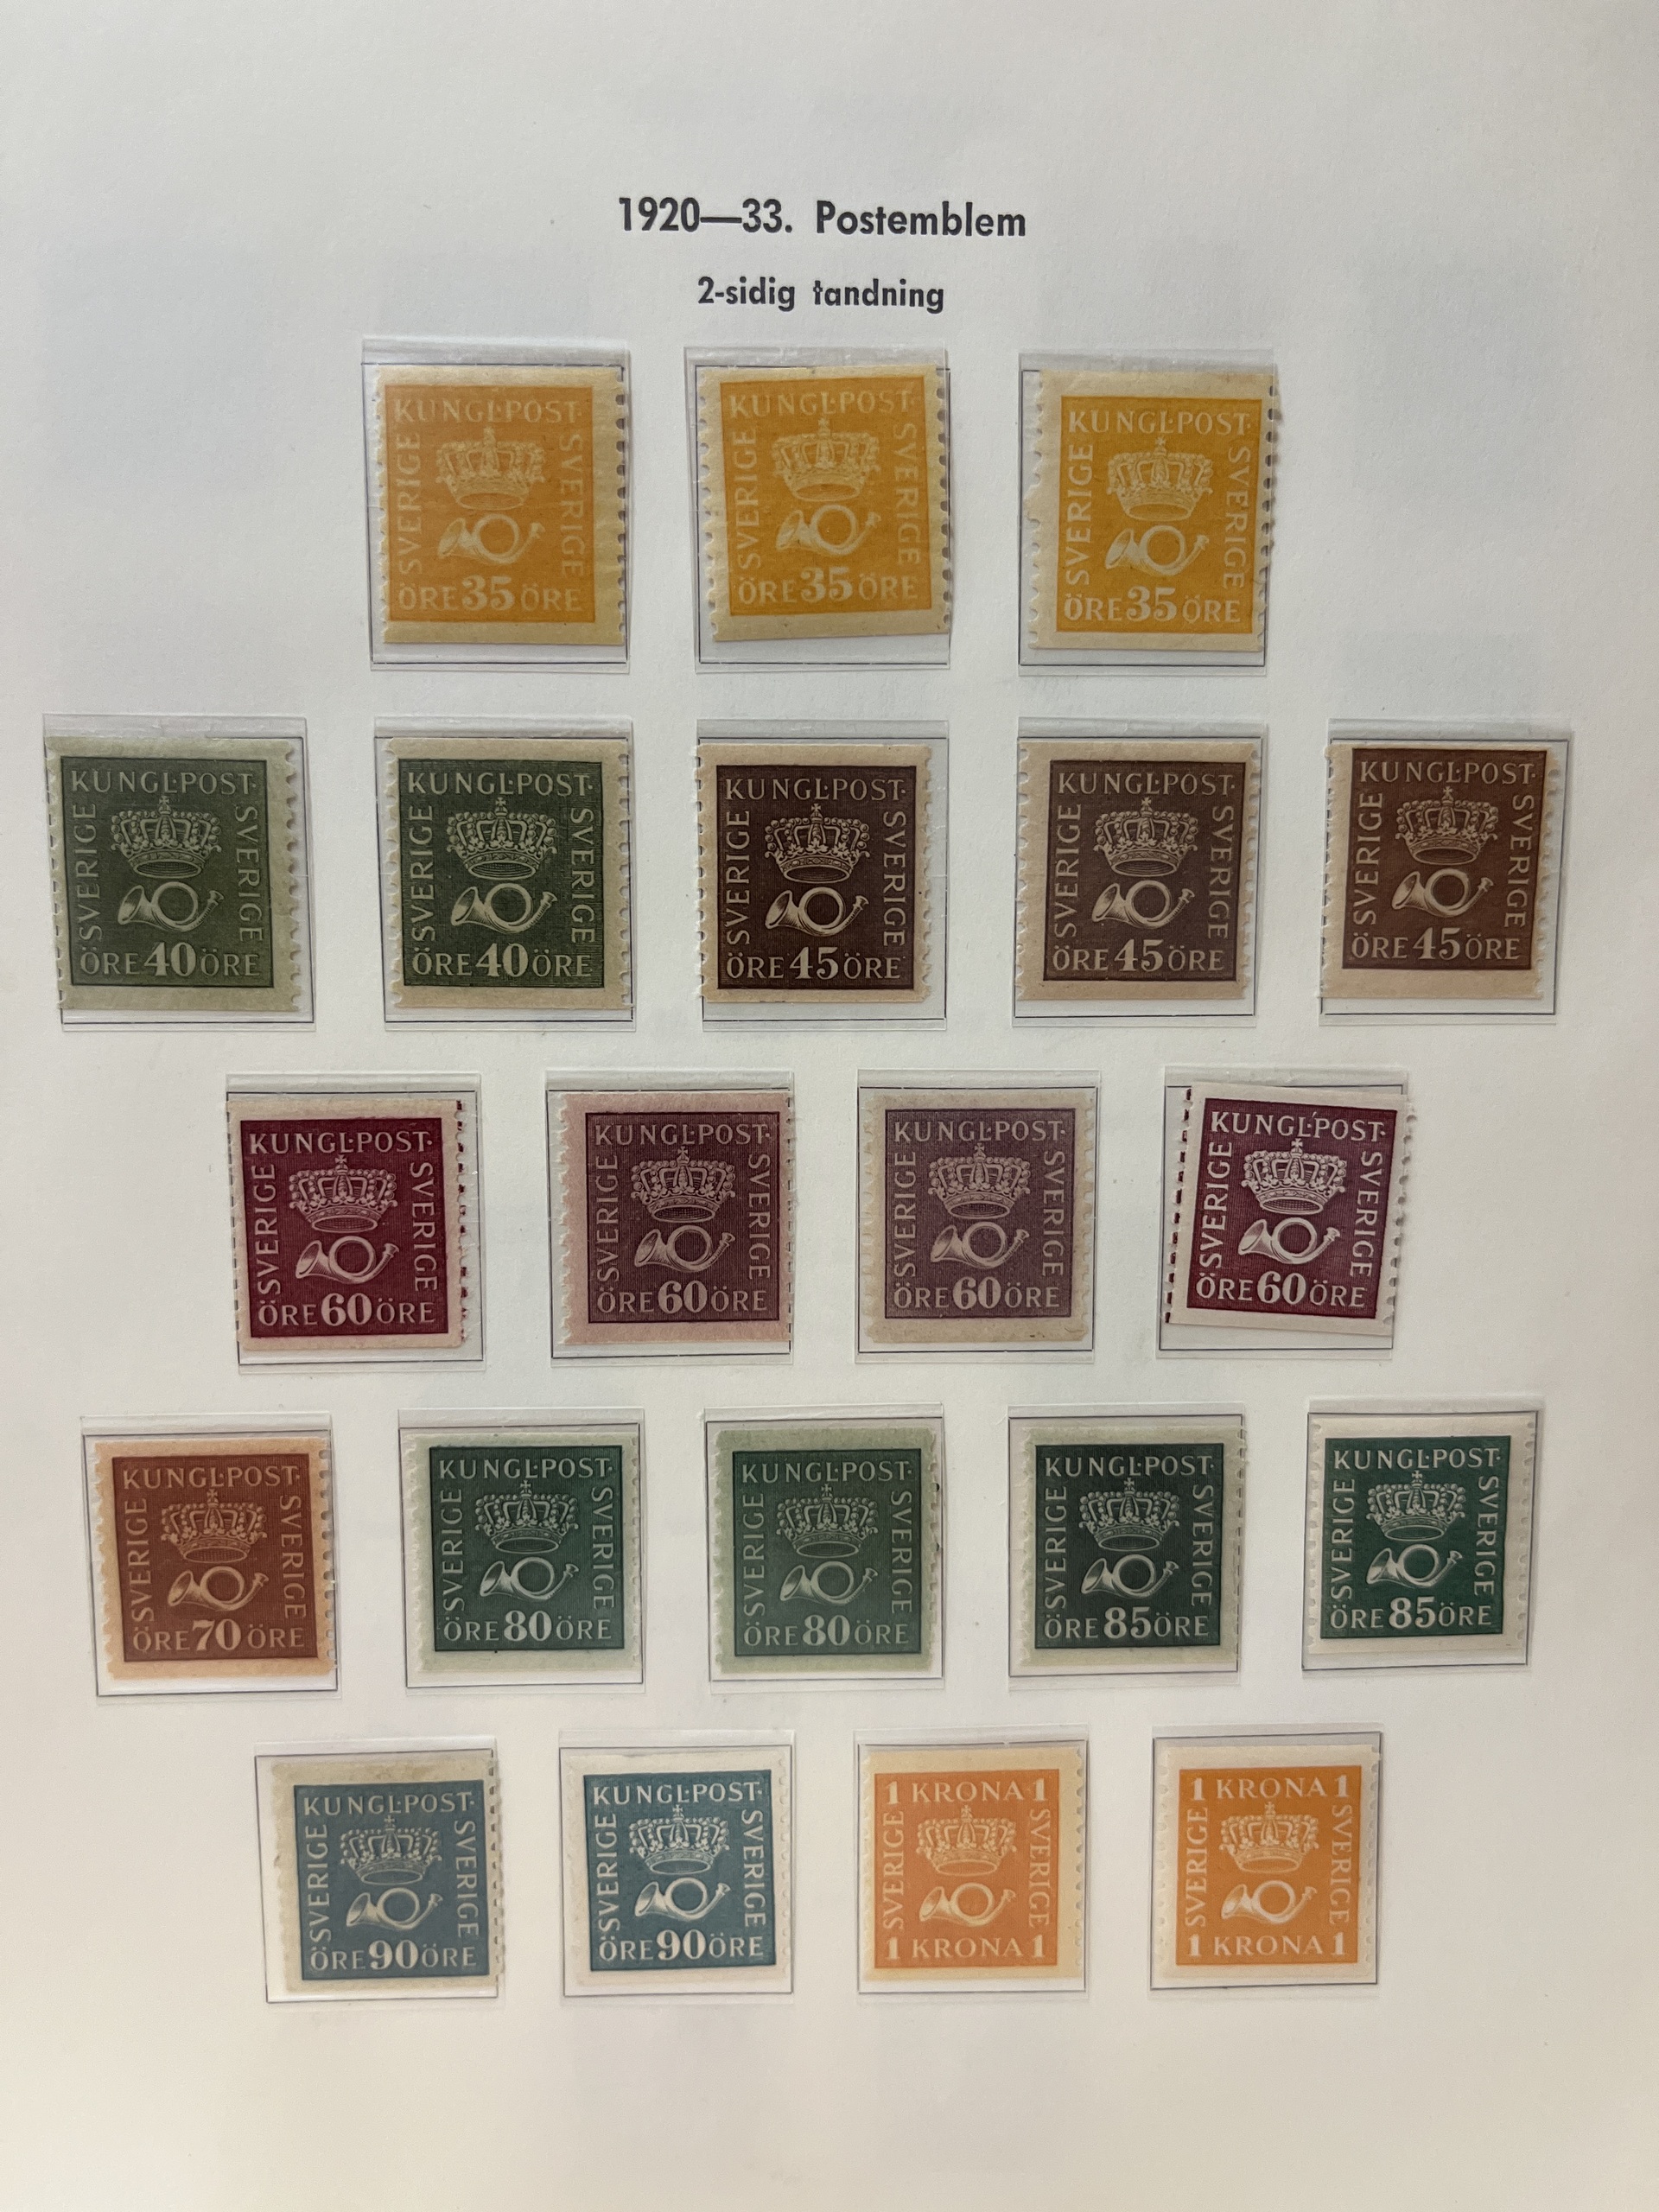 1920—33. Postemblem
2-sidig tandning
KUNGL·POST·
SVERIGE
SVERIGE
ÖRE 35 ÖRE
KUNGL·POST·
SVERIGE
SVERIGE
ÖRE 35 ÖRE
KUNGL·POST·
SVERIGE
SVERIGE
ÖRE 35 ÖRE
KUNGL·POST·
SVERIGE
SVERIGE
ÖRE 40 ÖRE
KUNGL·POST·
SVERIGE
SVERIGE
ÖRE 40 ÖRE
KUNGL·POST·
SVERIGE
SVERIGE
ÖRE 45 ÖRE
KUNGL·POST·
SVERIGE
SVERIGE
ÖRE 45 ÖRE
KUNGL·POST·
SVERIGE
SVERIGE
ÖRE 45 ÖRE
KUNGL·POST·
SVERIGE
SVERIGE
ÖRE 60 ÖRE
KUNGL·POST·
SVERIGE
SVERIGE
ÖRE 60 ÖRE
KUNGL·POST·
SVERIGE
SVERIGE
ÖRE 60 ÖRE
KUNGL·POST·
SVERIGE
SVERIGE
ÖRE 60 ÖRE
KUNGL·POST·
SVERIGE
SVERIGE
ÖRE 70 ÖRE
KUNGL·POST·
SVERIGE
SVERIGE
ÖRE 80 ÖRE
KUNGL·POST·
SVERIGE
SVERIGE
ÖRE 80 ÖRE
KUNGL·POST·
SVERIGE
SVERIGE
ÖRE 85 ÖRE
KUNGL·POST·
SVERIGE
SVERIGE
ÖRE 85 ÖRE
KUNGL·POST·
SVERIGE
SVERIGE
ÖRE 90 ÖRE
KUNGL·POST·
SVERIGE
SVERIGE
ÖRE 90 ÖRE
1 KRONA 1
SVERIGE
SVERIGE
1 KRONA 1
1 KRONA 1
SVERIGE
SVERIGE
1 KRONA 1